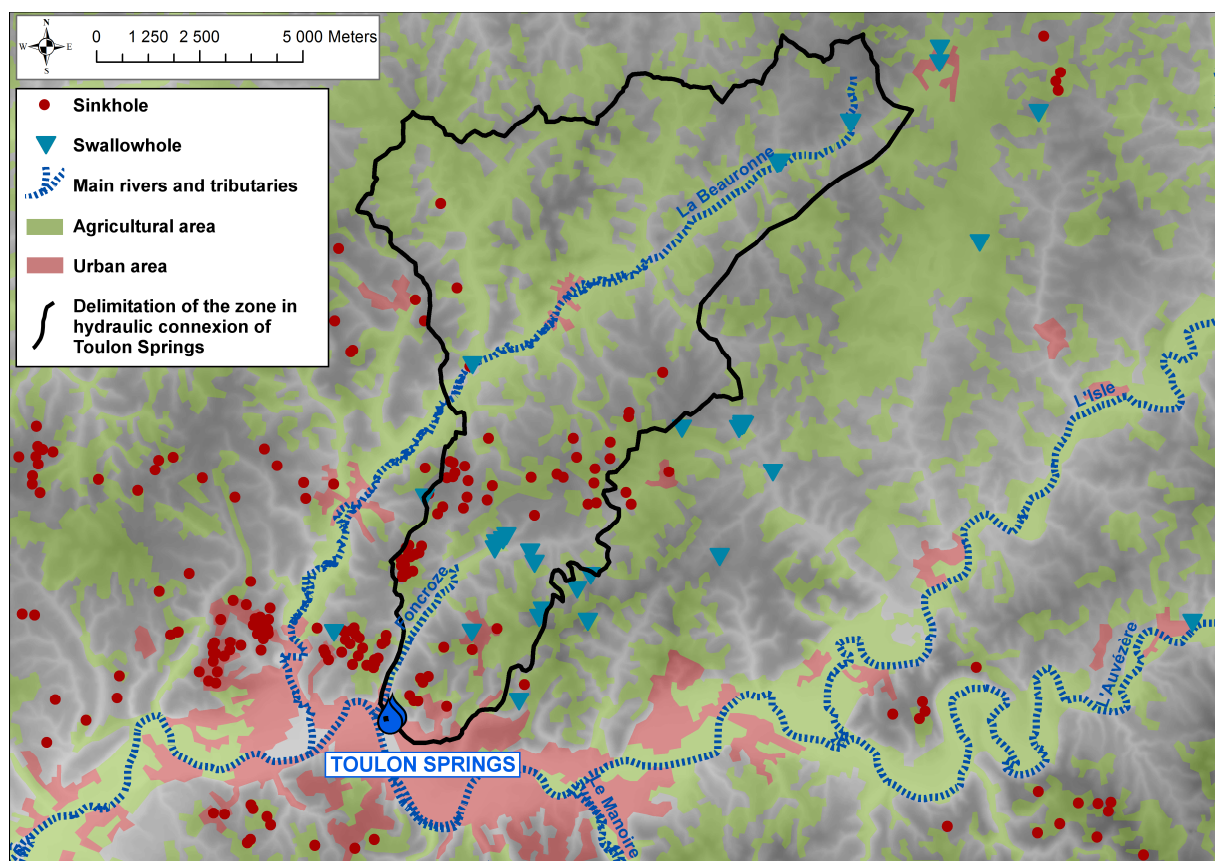 N
W E
S
0 1 250 2 500 5 000 Meters
Sinkhole
Swallowhole
Main rivers and tributaries
Agricultural area
Urban area
Delimitation of the zone in
hydraulic connexion of
Toulon Springs
La Beauronne
L'Isle
Foncroze
L'Auvézère
TOULON SPRINGS
Le Manoire